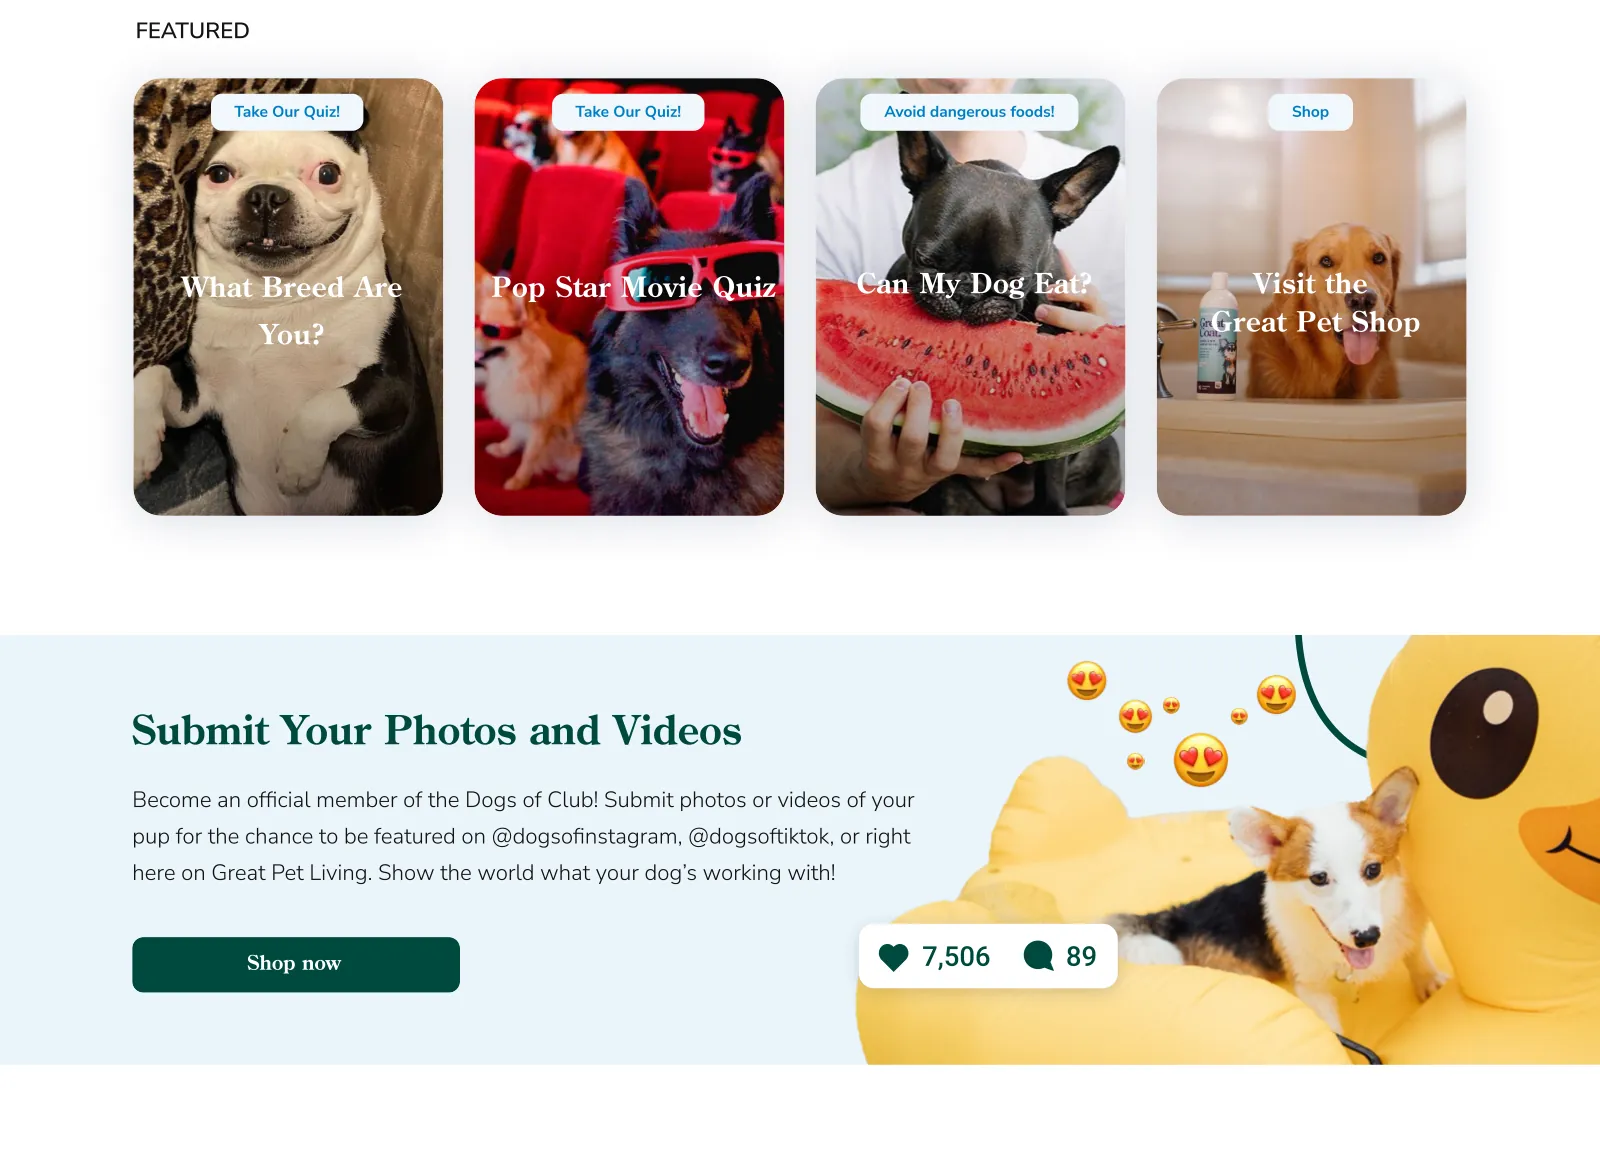 FEATURED
Take Our Quiz!
What Breed Are
You?
Take Our Quiz!
Pop Star Movie Quiz
Avoid dangerous foods!
Can My Dog Eat?
Shop
Visit the
Great Pet Shop
Great
Coat.
Submit Your Photos and Videos
Become an official member of the Dogs of Club! Submit photos or videos of your
pup for the chance to be featured on @dogsofinstagram, @dogsoftiktok, or right
here on Great Pet Living. Show the world what your dog’s working with!
Shop now
7,506
89